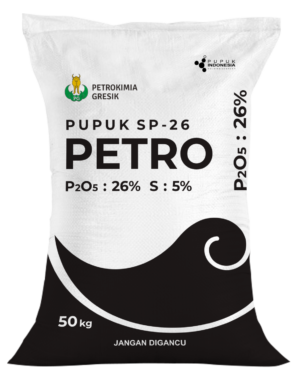 PUPUK
INDONESIA
PETROKIMIA
GRESIK
PUPUK SP-26
PETRO
P2O5 : 26% S : 5%
P2O5 : 26%
50 kg
JANGAN DIGANCU